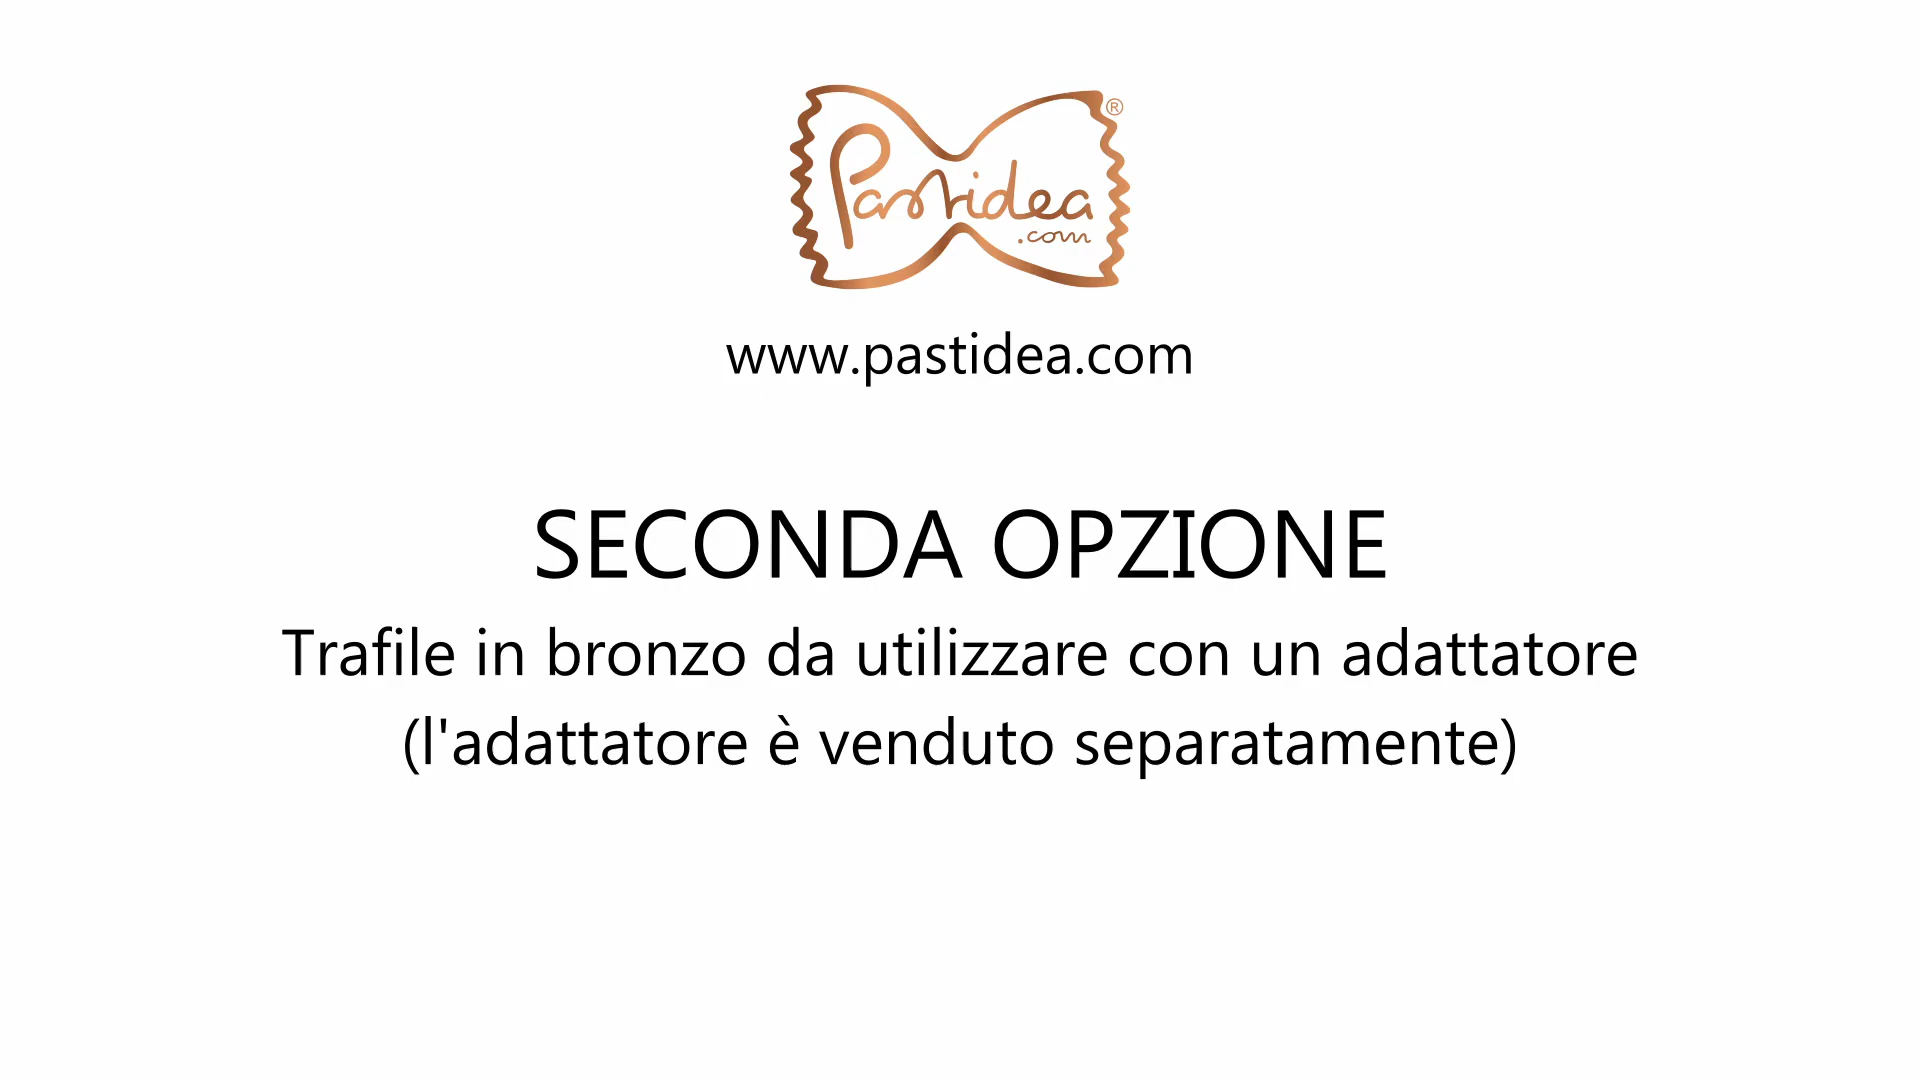 Pastidea
.com
®
www.pastidea.com
SECONDA OPZIONE
Trafile in bronzo da utilizzare con un adattatore
(l'adattatore è venduto separatamente)